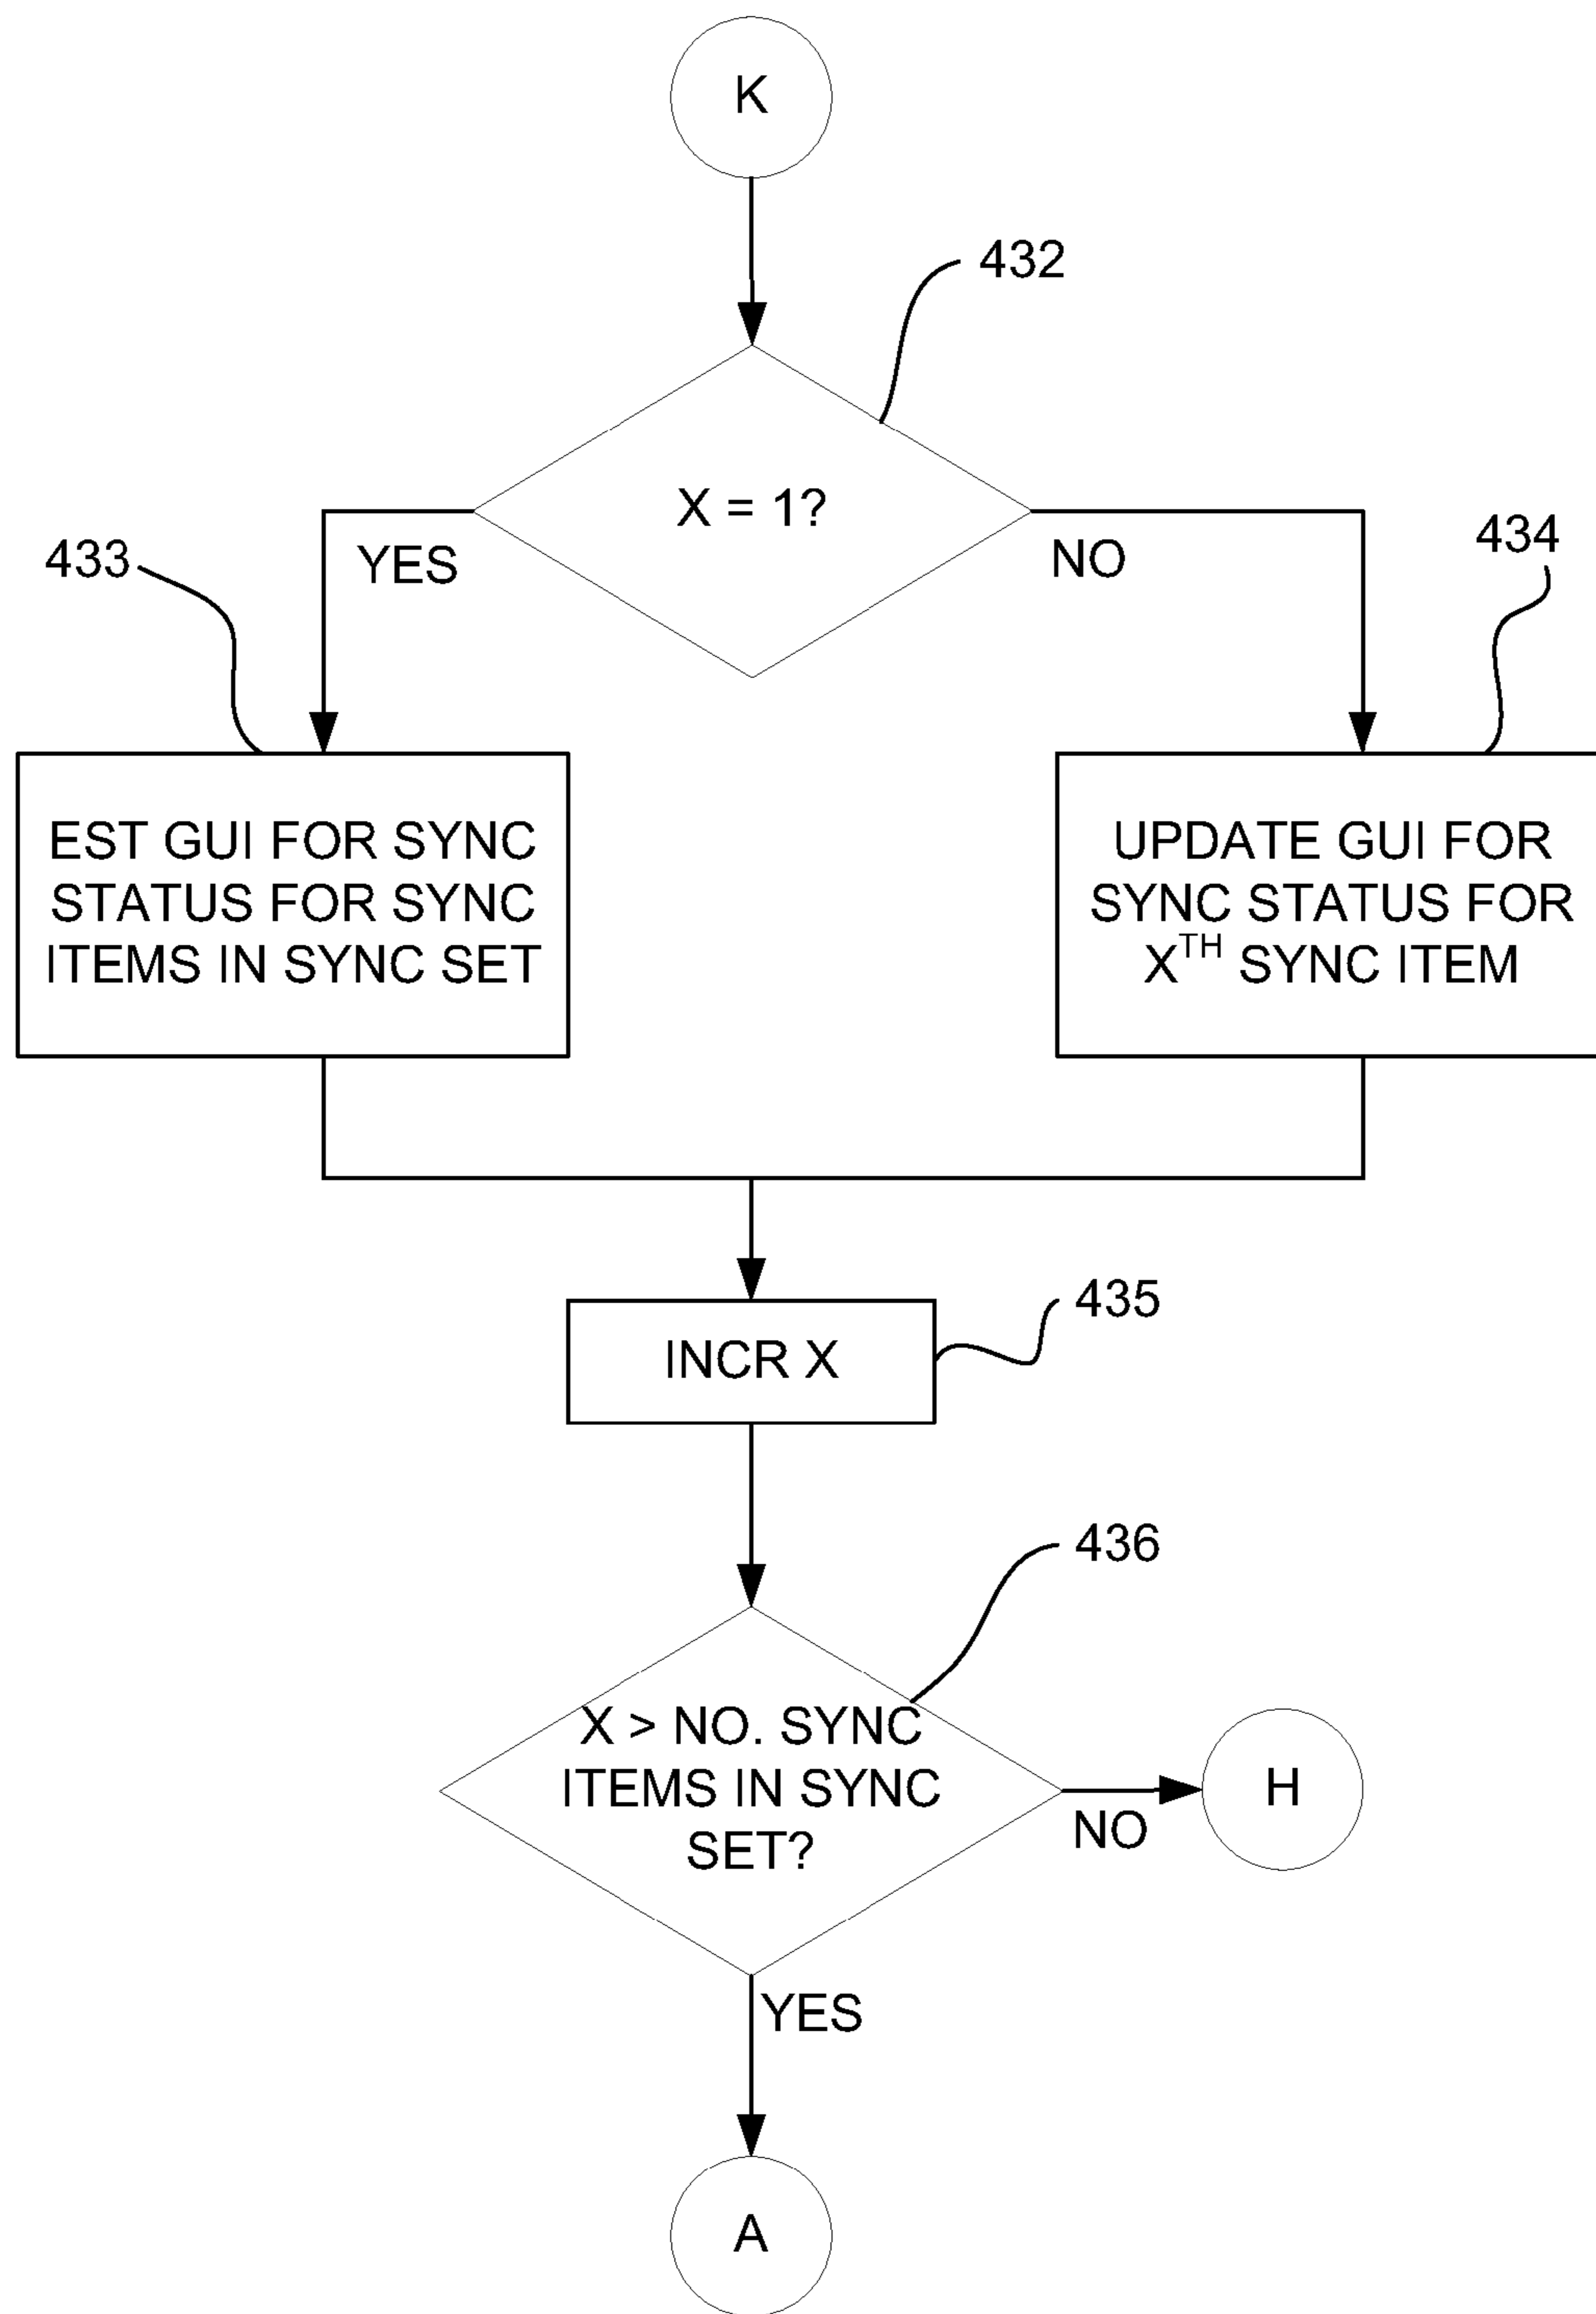 K
432
X = 1?
433
YES
NO
434
EST GUI FOR SYNC
STATUS FOR SYNC
ITEMS IN SYNC SET
UPDATE GUI FOR
SYNC STATUS FOR
X^TH SYNC ITEM
435
INCR X
436
X > NO. SYNC
ITEMS IN SYNC
SET?
NO
H
YES
A